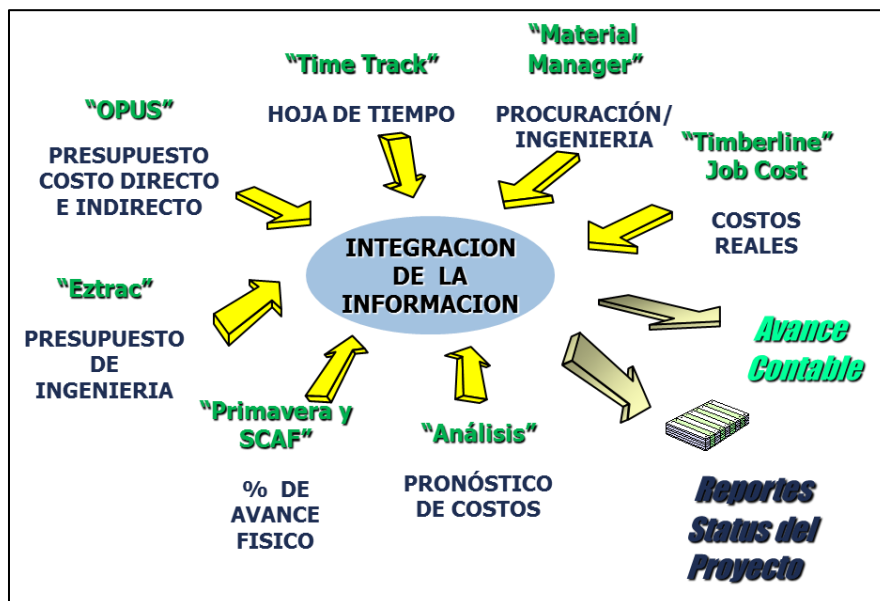 “OPUS”
PRESUPUESTO
COSTO DIRECTO
E INDIRECTO
“Time Track”
HOJA DE TIEMPO
“Material
Manager”
PROCURACIÓN/
INGENIERIA
“Timberline”
Job Cost
COSTOS
REALES
INTEGRACION
DE LA
INFORMACION
“Eztrac”
PRESUPUESTO
DE
INGENIERIA
“Primavera y
SCAF”
% DE
AVANCE
FISICO
“Análisis”
PRONÓSTICO
DE COSTOS
Avance
Contable
Reportes
Status del
Proyecto